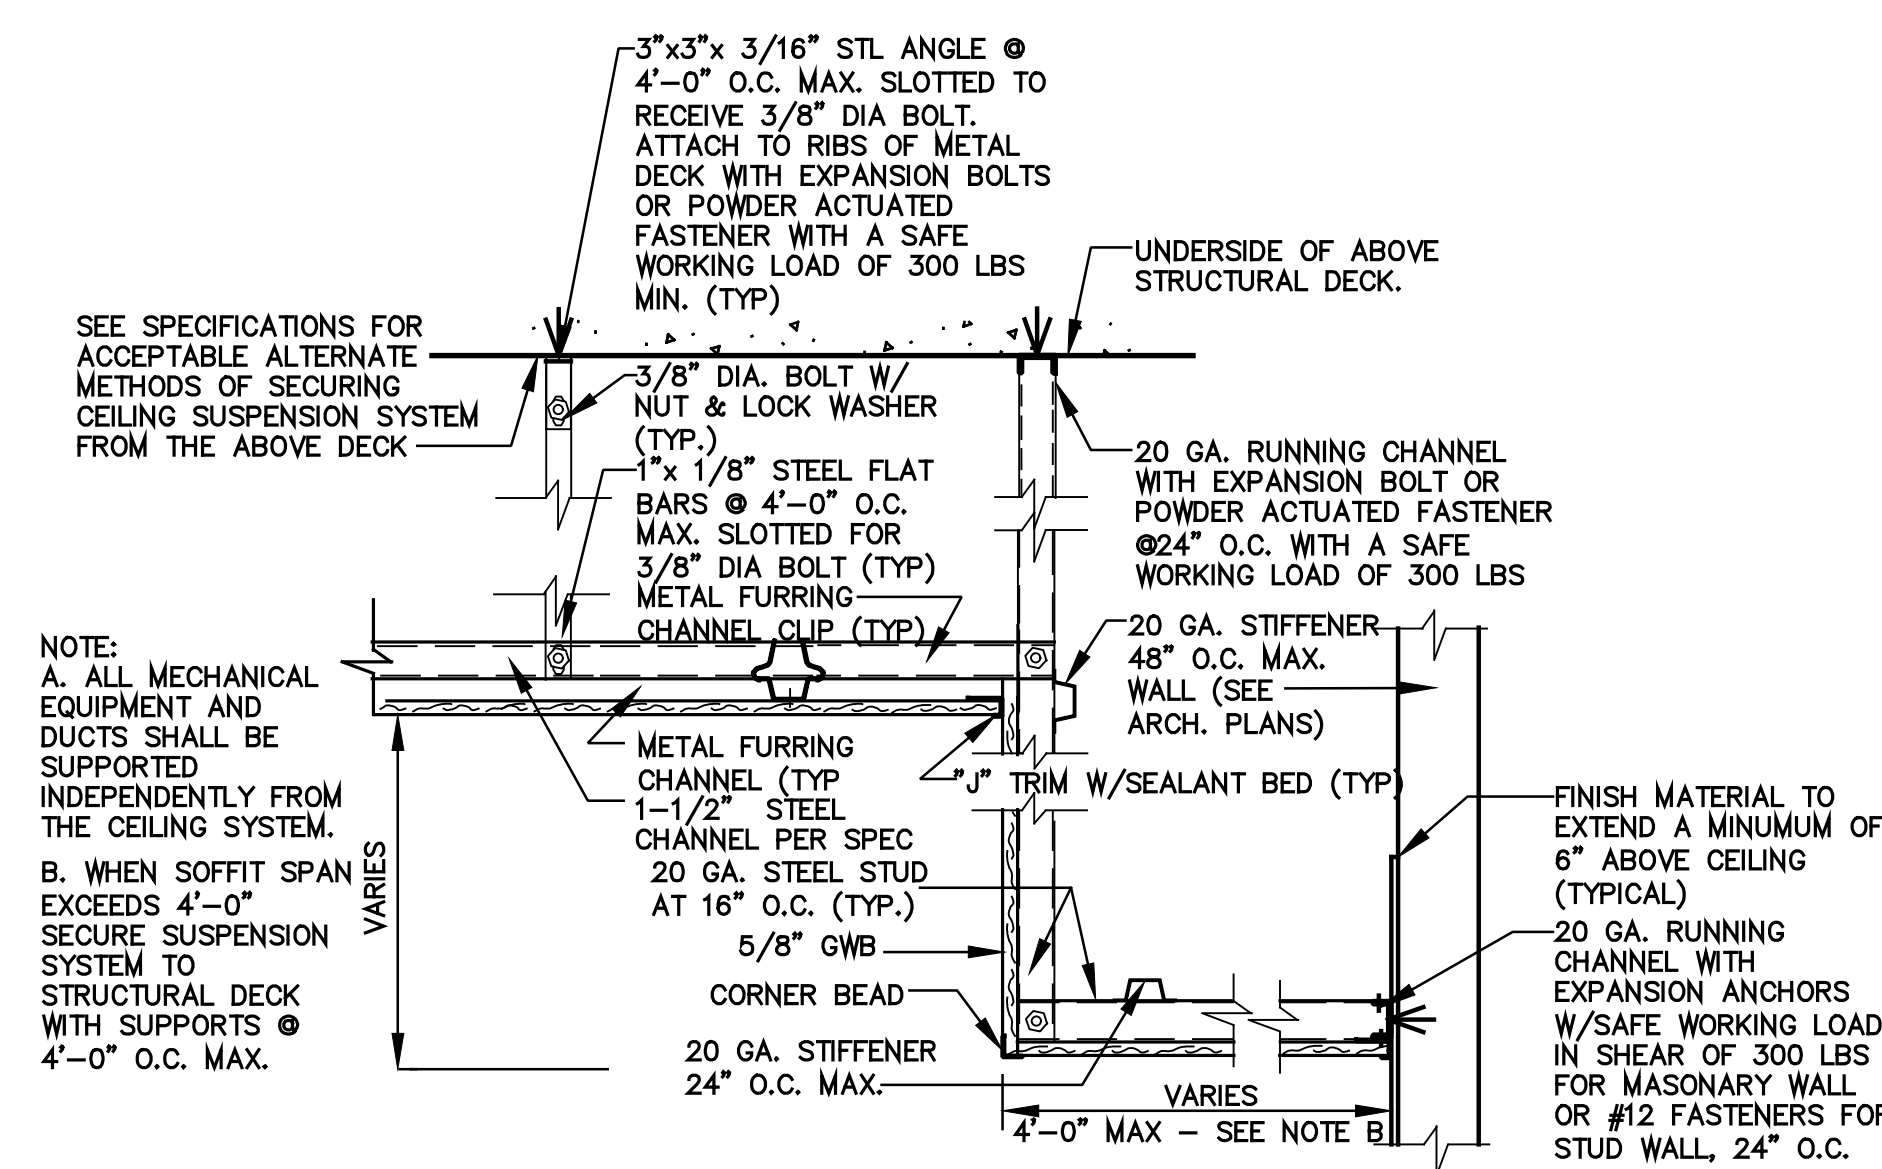 3"x3"x 3/16" STL ANGLE @
4'-0" O.C. MAX. SLOTTED TO
RECEIVE 3/8" DIA BOLT.
ATTACH TO RIBS OF METAL
DECK WITH EXPANSION BOLTS
OR POWDER ACTUATED
FASTENER WITH A SAFE
WORKING LOAD OF 300 LBS
MIN. (TYP)
UNDERSIDE OF ABOVE
STRUCTURAL DECK.
SEE SPECIFICATIONS FOR
ACCEPTABLE ALTERNATE
METHODS OF SECURING
CEILING SUSPENSION SYSTEM
FROM THE ABOVE DECK
3/8" DIA. BOLT W/
NUT & LOCK WASHER
(TYP.)
1"x 1/8" STEEL FLAT
BARS @ 4'-0" O.C.
MAX. SLOTTED FOR
3/8" DIA BOLT (TYP)
METAL FURRING
CHANNEL CLIP (TYP)
20 GA. RUNNING CHANNEL
WITH EXPANSION BOLT OR
POWDER ACTUATED FASTENER
@24" O.C. WITH A SAFE
WORKING LOAD OF 300 LBS
20 GA. STIFFENER
48" O.C. MAX.
WALL (SEE
ARCH. PLANS)
NOTE:
A. ALL MECHANICAL
EQUIPMENT AND
DUCTS SHALL BE
SUPPORTED
INDEPENDENTLY FROM
THE CEILING SYSTEM.
B. WHEN SOFFIT SPAN
EXCEEDS 4'-0"
SECURE SUSPENSION
SYSTEM TO
STRUCTURAL DECK
WITH SUPPORTS @
4'-0" O.C. MAX.
VARIES
METAL FURRING
CHANNEL (TYP
1-1/2" STEEL
CHANNEL PER SPEC
"J" TRIM W/SEALANT BED (TYP)
20 GA. STEEL STUD
AT 16" O.C. (TYP.)
5/8" GWB
CORNER BEAD
20 GA. STIFFENER
24" O.C. MAX.
FINISH MATERIAL TO
EXTEND A MINUMUM OF
6" ABOVE CEILING
(TYPICAL)
20 GA. RUNNING
CHANNEL WITH
EXPANSION ANCHORS
W/SAFE WORKING LOAD
IN SHEAR OF 300 LBS
FOR MASONARY WALL
OR #12 FASTENERS FOR
STUD WALL, 24" O.C.
VARIES
4'-0" MAX - SEE NOTE B